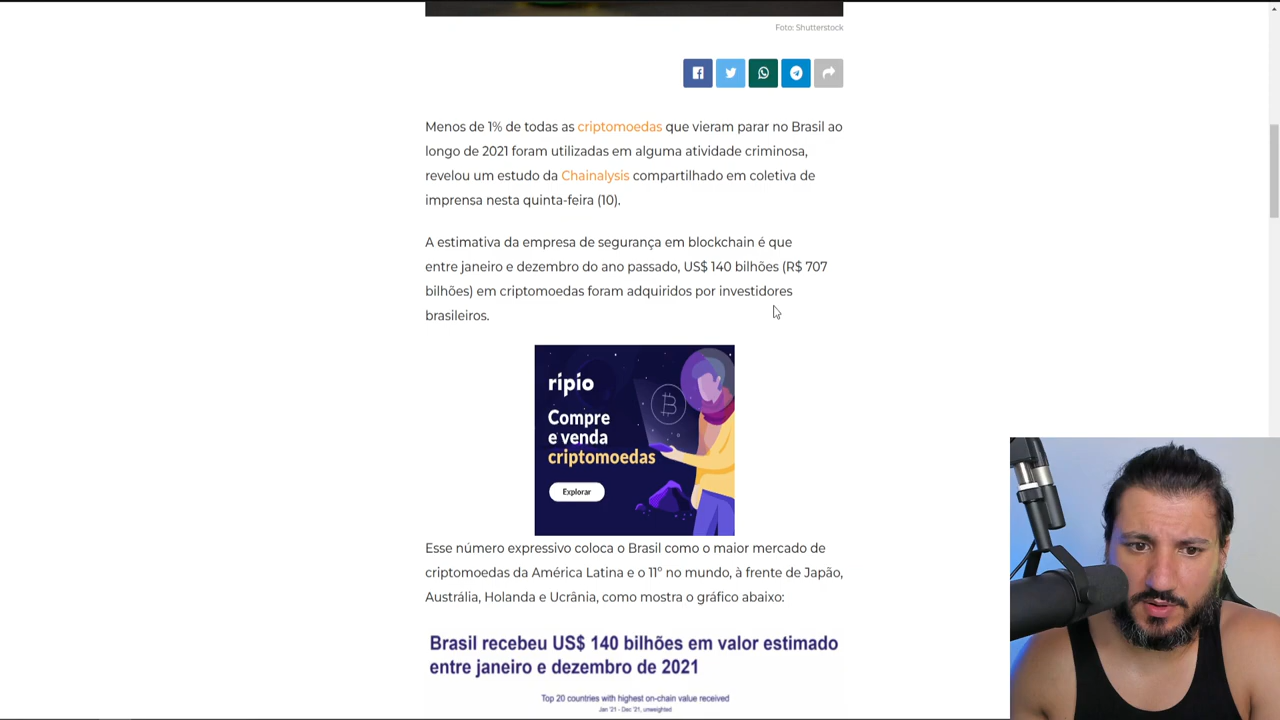 Foto: Shutterstock
Menos de 1% de todas as criptomoedas que vieram parar no Brasil ao
longo de 2021 foram utilizadas em alguma atividade criminosa,
revelou um estudo da Chainalysis compartilhado em coletiva de
imprensa nesta quinta-feira (10).
A estimativa da empresa de segurança em blockchain é que
entre janeiro e dezembro do ano passado, US$ 140 bilhões (R$ 707
bilhões) em criptomoedas foram adquiridos por investidores
brasileiros.
ripio
Compre
e venda
criptomoedas
Explorar
Esse número expressivo coloca o Brasil como o maior mercado de
criptomoedas da América Latina e o 11º no mundo, à frente de Japão,
Austrália, Holanda e Ucrânia, como mostra o gráfico abaixo:
Brasil recebeu US$ 140 bilhões em valor estimado
entre janeiro e dezembro de 2021
Top 20 countries with highest on-chain value received
Jan '21 - Dec '21, unweighted